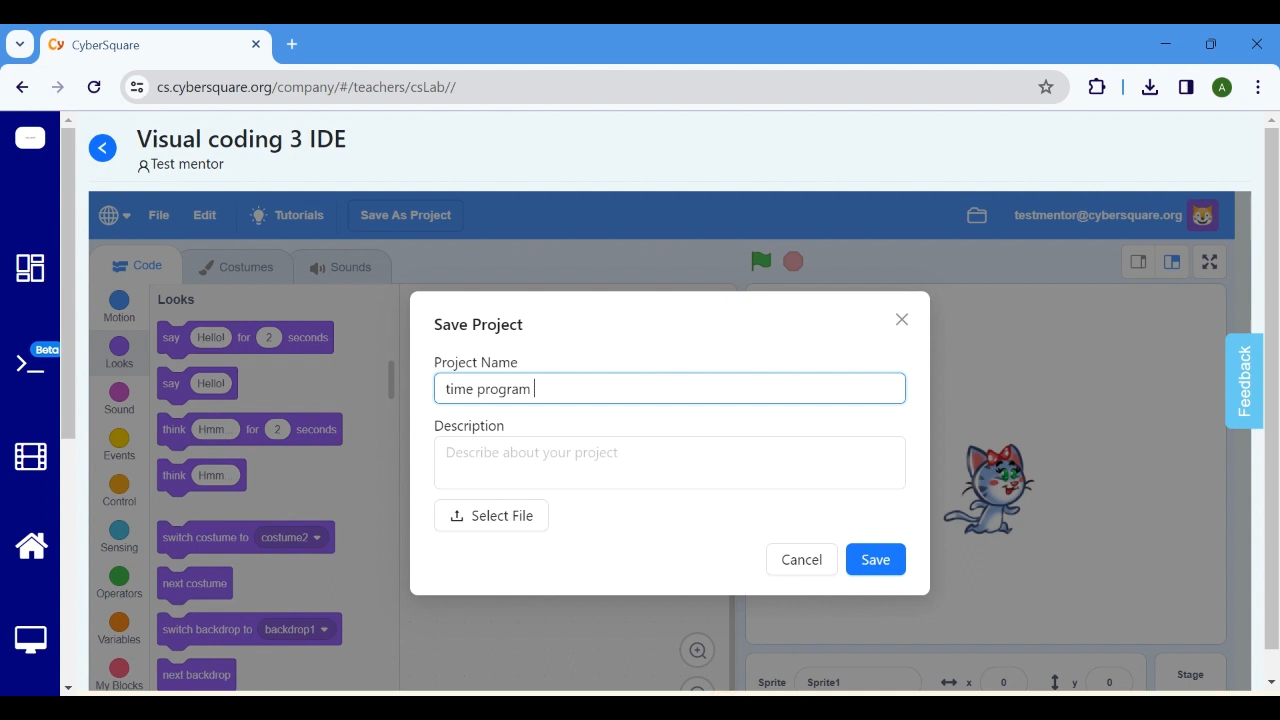 Cy CyberSquare
cs.cybersquare.org/company/#/teachers/csLab//
A
Visual coding 3 IDE
Test mentor
File Edit Tutorials Save As Project testmentor@cybersquare.org
Code Costumes Sounds
Motion
Looks
Sound
Events
Control
Sensing
Operators
Variables
My Blocks
Beta
Looks
say Hello! for 2 seconds
say Hello!
think Hmm... for 2 seconds
think Hmm...
switch costume to costume2
next costume
switch backdrop to backdrop1
next backdrop
Save Project
Project Name
time program
Description
Describe about your project
Select File
Cancel Save
Feedback
Sprite Sprite1 x 0 y 0
Stage